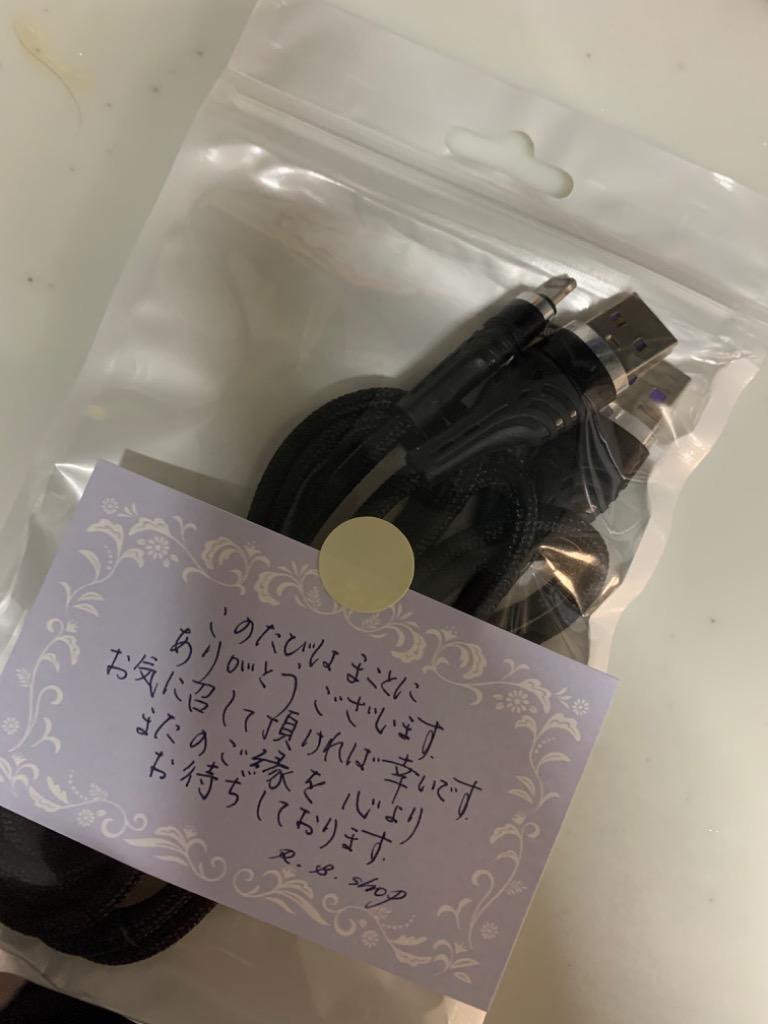 このたびは まことに
ありがとう ございます。
お気に召して頂ければ幸いです。
またのご縁を 心より
お待ちしております。
R. S. shop